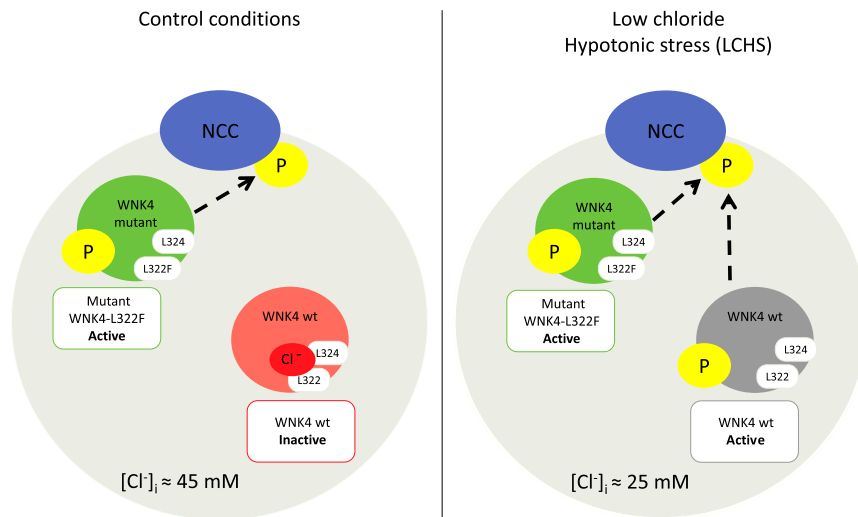 Control conditions
NCC
P
WNK4
mutant
P
L324
L322F
Mutant
WNK4-L322F
Active
WNK4 wt
Cl⁻
L324
L322
WNK4 wt
Inactive
[Cl⁻]i ≈ 45 mM
Low chloride
Hypotonic stress (LCHS)
NCC
P
WNK4
mutant
P
L324
L322F
Mutant
WNK4-L322F
Active
WNK4 wt
P
L324
L322
WNK4 wt
Active
[Cl⁻]i ≈ 25 mM